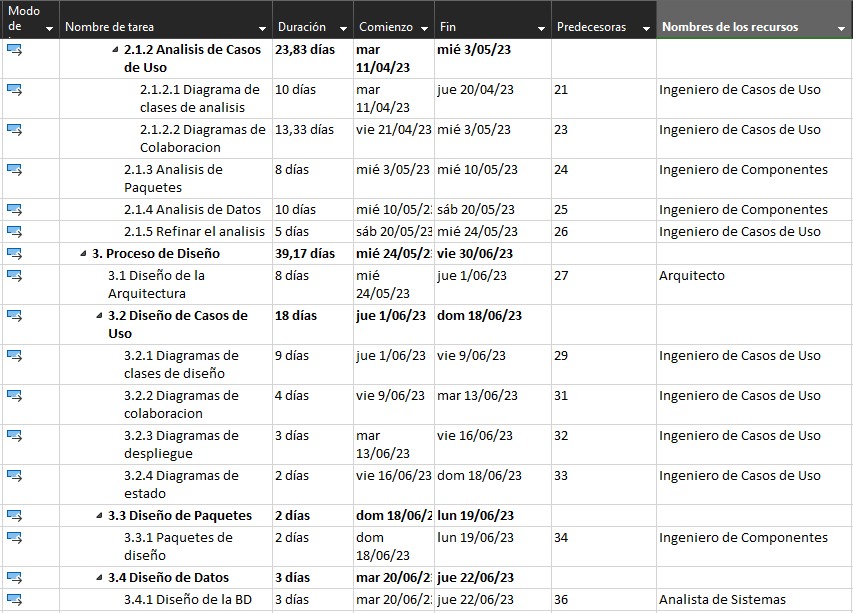 Modo
de
Nombre de tarea Duración Comienzo Fin Predecesoras Nombres de los recursos
2.1.2 Analisis de Casos 23,83 días mar mié 3/05/23
de Uso 11/04/23
2.1.2.1 Diagrama de 10 días mar jue 20/04/23 21 Ingeniero de Casos de Uso
clases de analisis 11/04/23
2.1.2.2 Diagramas de 13,33 días vie 21/04/23 mié 3/05/23 23 Ingeniero de Casos de Uso
Colaboracion
2.1.3 Analisis de 8 días mié 3/05/23 mié 10/05/23 24 Ingeniero de Componentes
Paquetes
2.1.4 Analisis de Datos 10 días mié 10/05/2 sáb 20/05/23 25 Ingeniero de Componentes
2.1.5 Refinar el analisis 5 días sáb 20/05/2 mié 24/05/23 26 Ingeniero de Casos de Uso
3. Proceso de Diseño 39,17 días mié 24/05/2 vie 30/06/23
3.1 Diseño de la 8 días mié jue 1/06/23 27 Arquitecto
Arquitectura 24/05/23
3.2 Diseño de Casos de 18 días jue 1/06/23 dom 18/06/23
Uso
3.2.1 Diagramas de 9 días jue 1/06/23 vie 9/06/23 29 Ingeniero de Casos de Uso
clases de diseño
3.2.2 Diagramas de 4 días vie 9/06/23 mar 13/06/23 31 Ingeniero de Casos de Uso
colaboracion
3.2.3 Diagramas de 3 días mar vie 16/06/23 32 Ingeniero de Casos de Uso
despliegue 13/06/23
3.2.4 Diagramas de 2 días vie 16/06/23 dom 18/06/23 33 Ingeniero de Casos de Uso
estado
3.3 Diseño de Paquetes 2 días dom 18/06/2 lun 19/06/23
3.3.1 Paquetes de 2 días dom lun 19/06/23 34 Ingeniero de Componentes
diseño 18/06/23
3.4 Diseño de Datos 3 días mar 20/06/2 jue 22/06/23
3.4.1 Diseño de la BD 3 días mar 20/06/2 jue 22/06/23 36 Analista de Sistemas